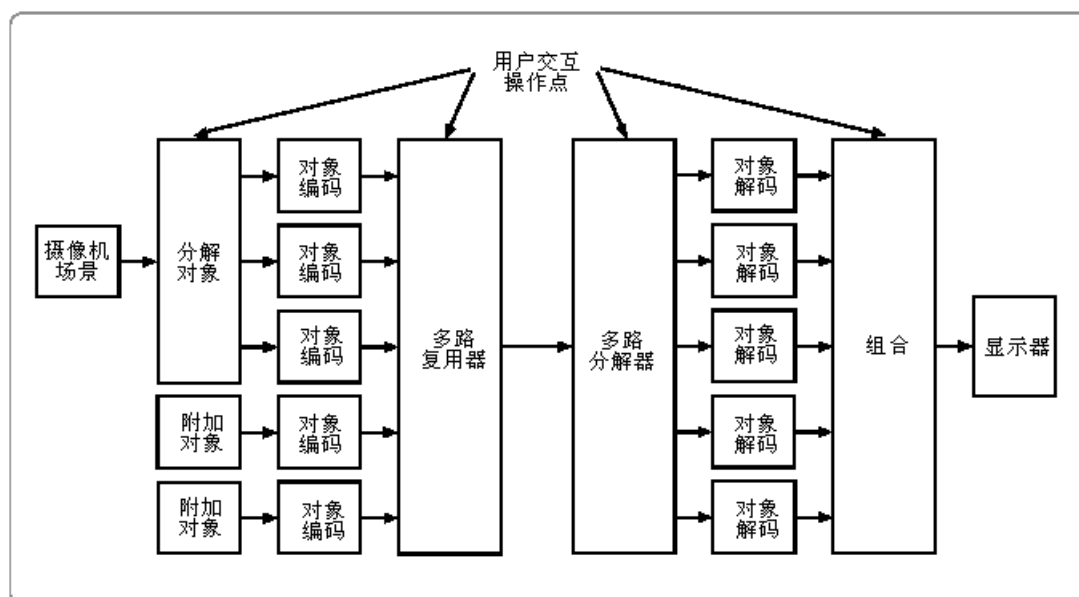 用户交互
操作点
摄像机
场景
分解
对象
对象
编码
对象
编码
对象
编码
附加
对象
对象
编码
附加
对象
对象
编码
多路
复用器
多路
分解器
对象
解码
对象
解码
对象
解码
对象
解码
对象
解码
组合
显示器